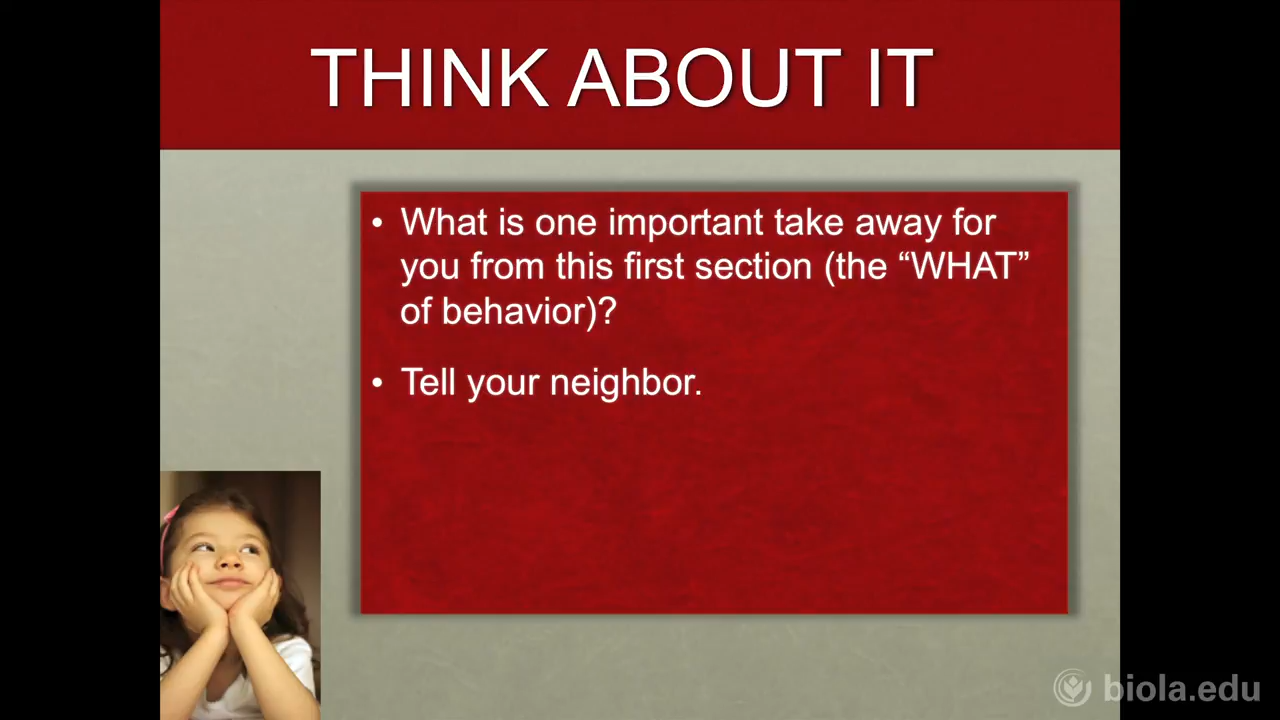 THINK ABOUT IT
• What is one important take away for
you from this first section (the “WHAT”
of behavior)?
• Tell your neighbor.
biola.edu